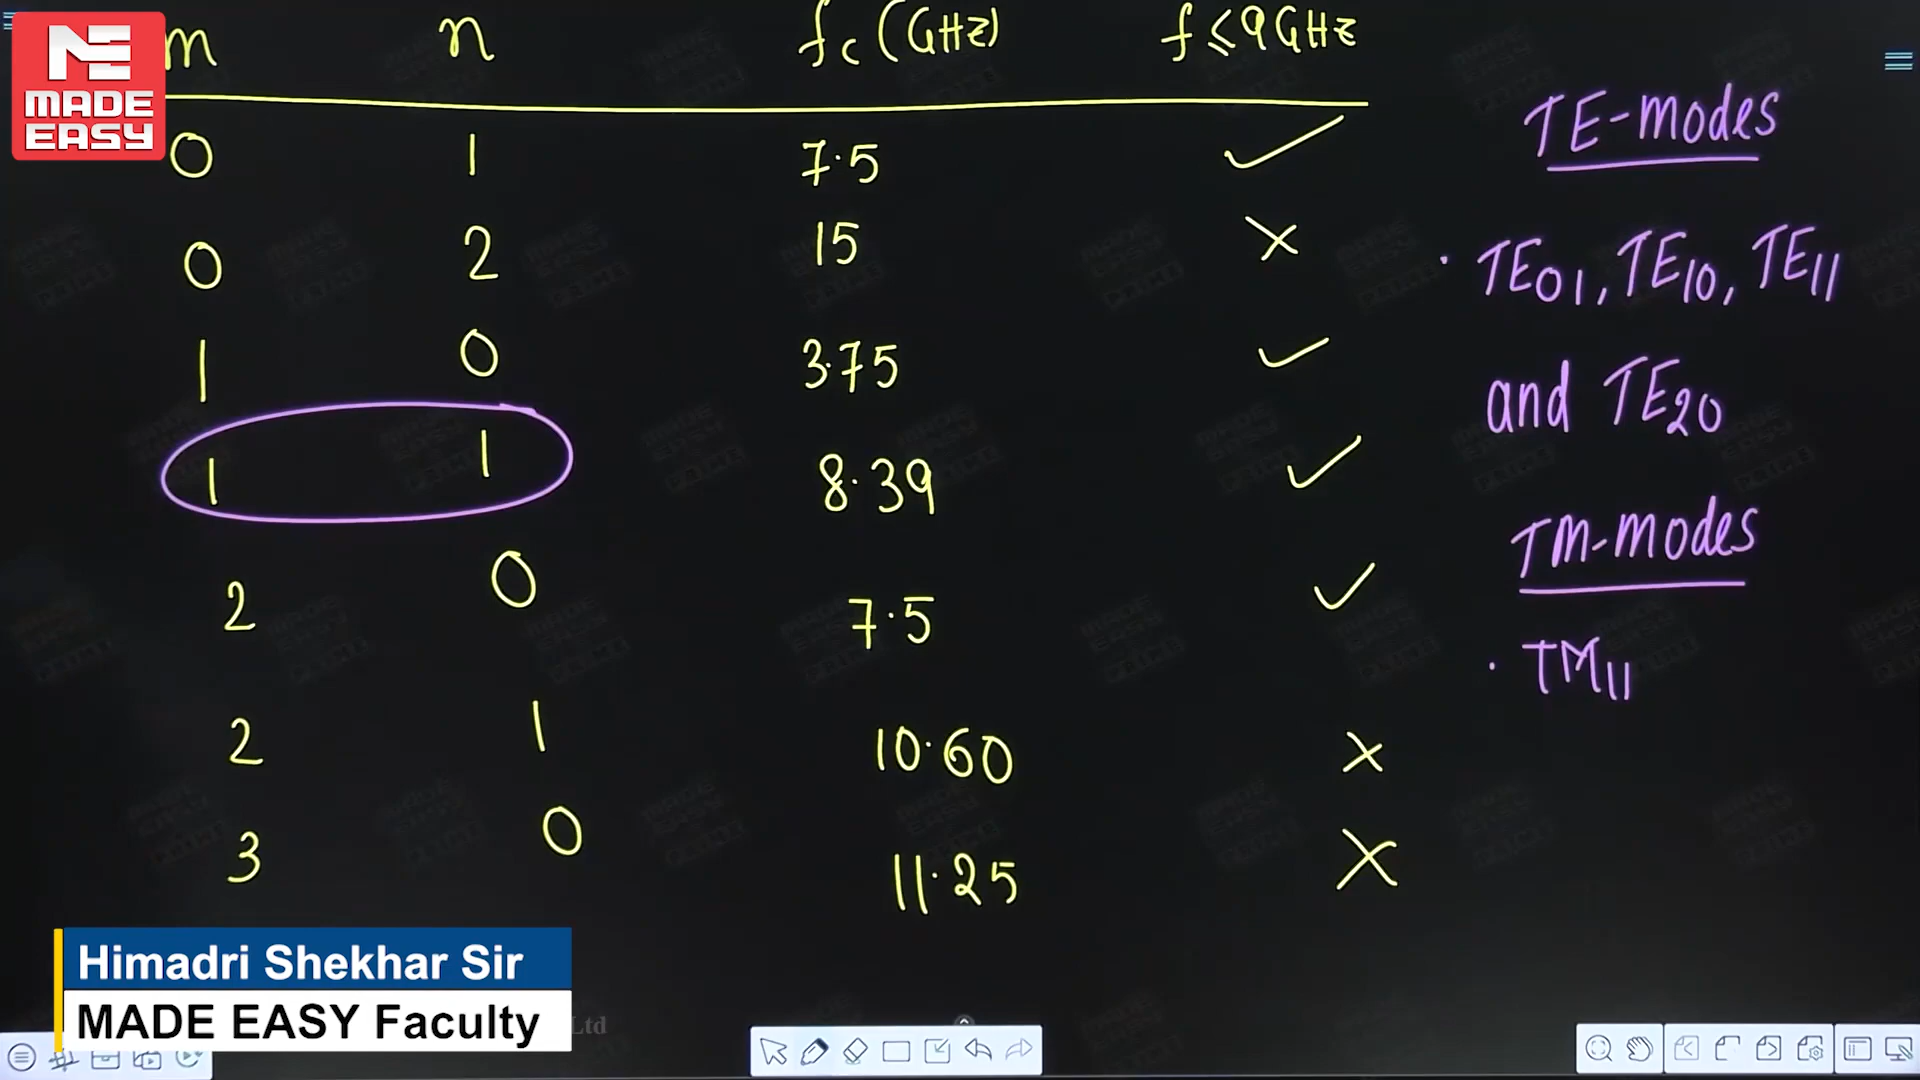 MADE
EASY
m n fc (GHz) f ≤ 9GHz
0 1 7.5 ✓
0 2 15 ×
1 0 3.75 ✓
1 1 8.39 ✓
2 0 7.5 ✓
2 1 10.60 ×
3 0 11.25 ×
TE-modes
· TE01, TE10, TE11
and TE20
TM-modes
· TM11
Himadri Shekhar Sir
MADE EASY Faculty
Ltd